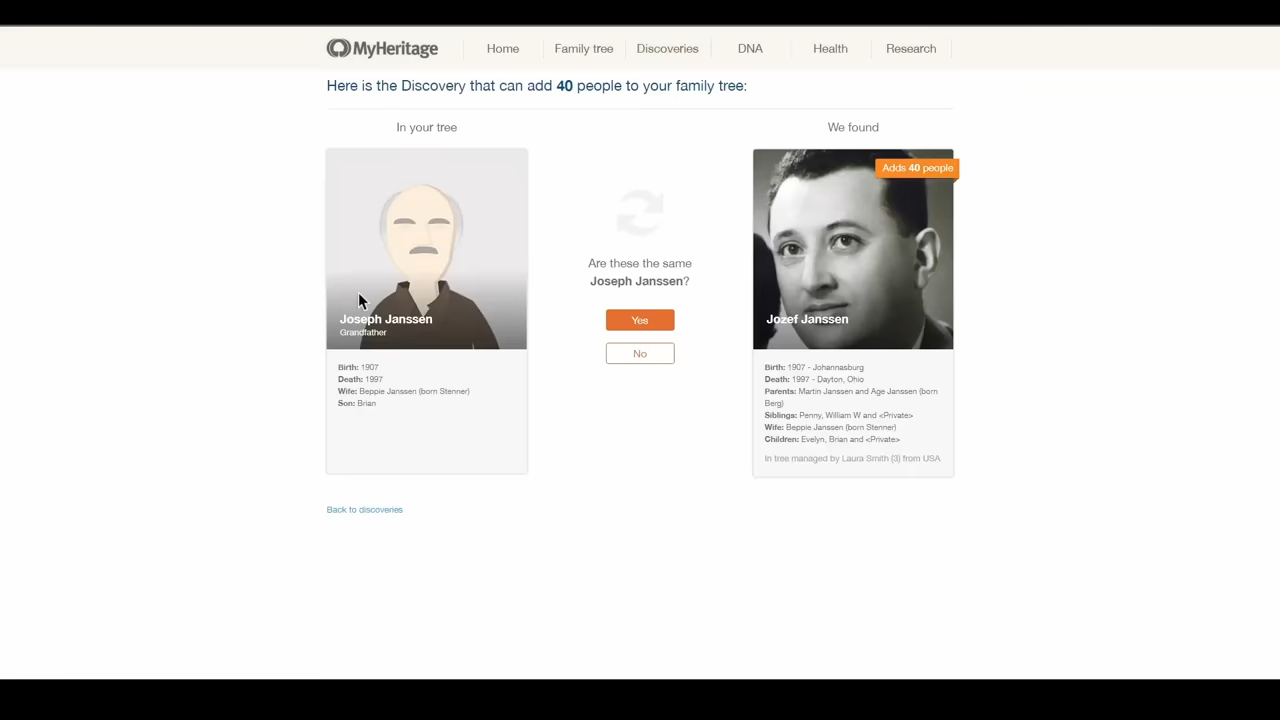 MyHeritage
Home
Family tree
Discoveries
DNA
Health
Research
Here is the Discovery that can add 40 people to your family tree:
In your tree
Joseph Janssen
Grandfather
Birth: 1907
Death: 1997
Wife: Beppie Janssen (born Stenner)
Son: Brian
Are these the same
Joseph Janssen?
Yes
No
We found
Adds 40 people
Jozef Janssen
Birth: 1907 - Johannasburg
Death: 1997 - Dayton, Ohio
Parents: Martin Janssen and Age Janssen (born
Berg)
Siblings: Penny, William W and <Private>
Wife: Beppie Janssen (born Stenner)
Children: Evelyn, Brian and <Private>
In tree managed by Laura Smith (3) from USA
Back to discoveries